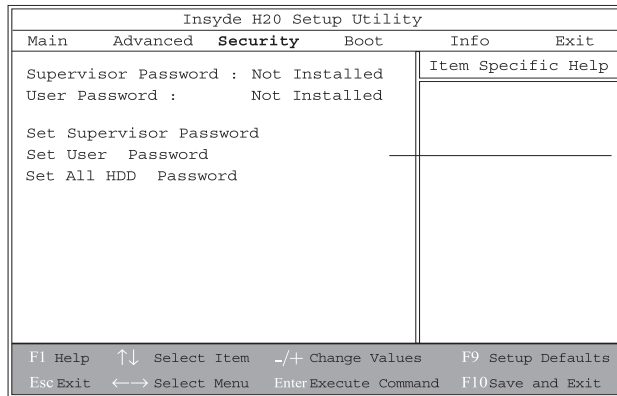 Insyde H20 Setup Utility
Main Advanced Security Boot Info Exit
Supervisor Password : Not Installed
User Password : Not Installed
Set Supervisor Password
Set User Password
Set All HDD Password
Item Specific Help
F1 Help ↑↓ Select Item -/+ Change Values F9 Setup Defaults
Esc Exit ←→ Select Menu Enter Execute Command F10 Save and Exit